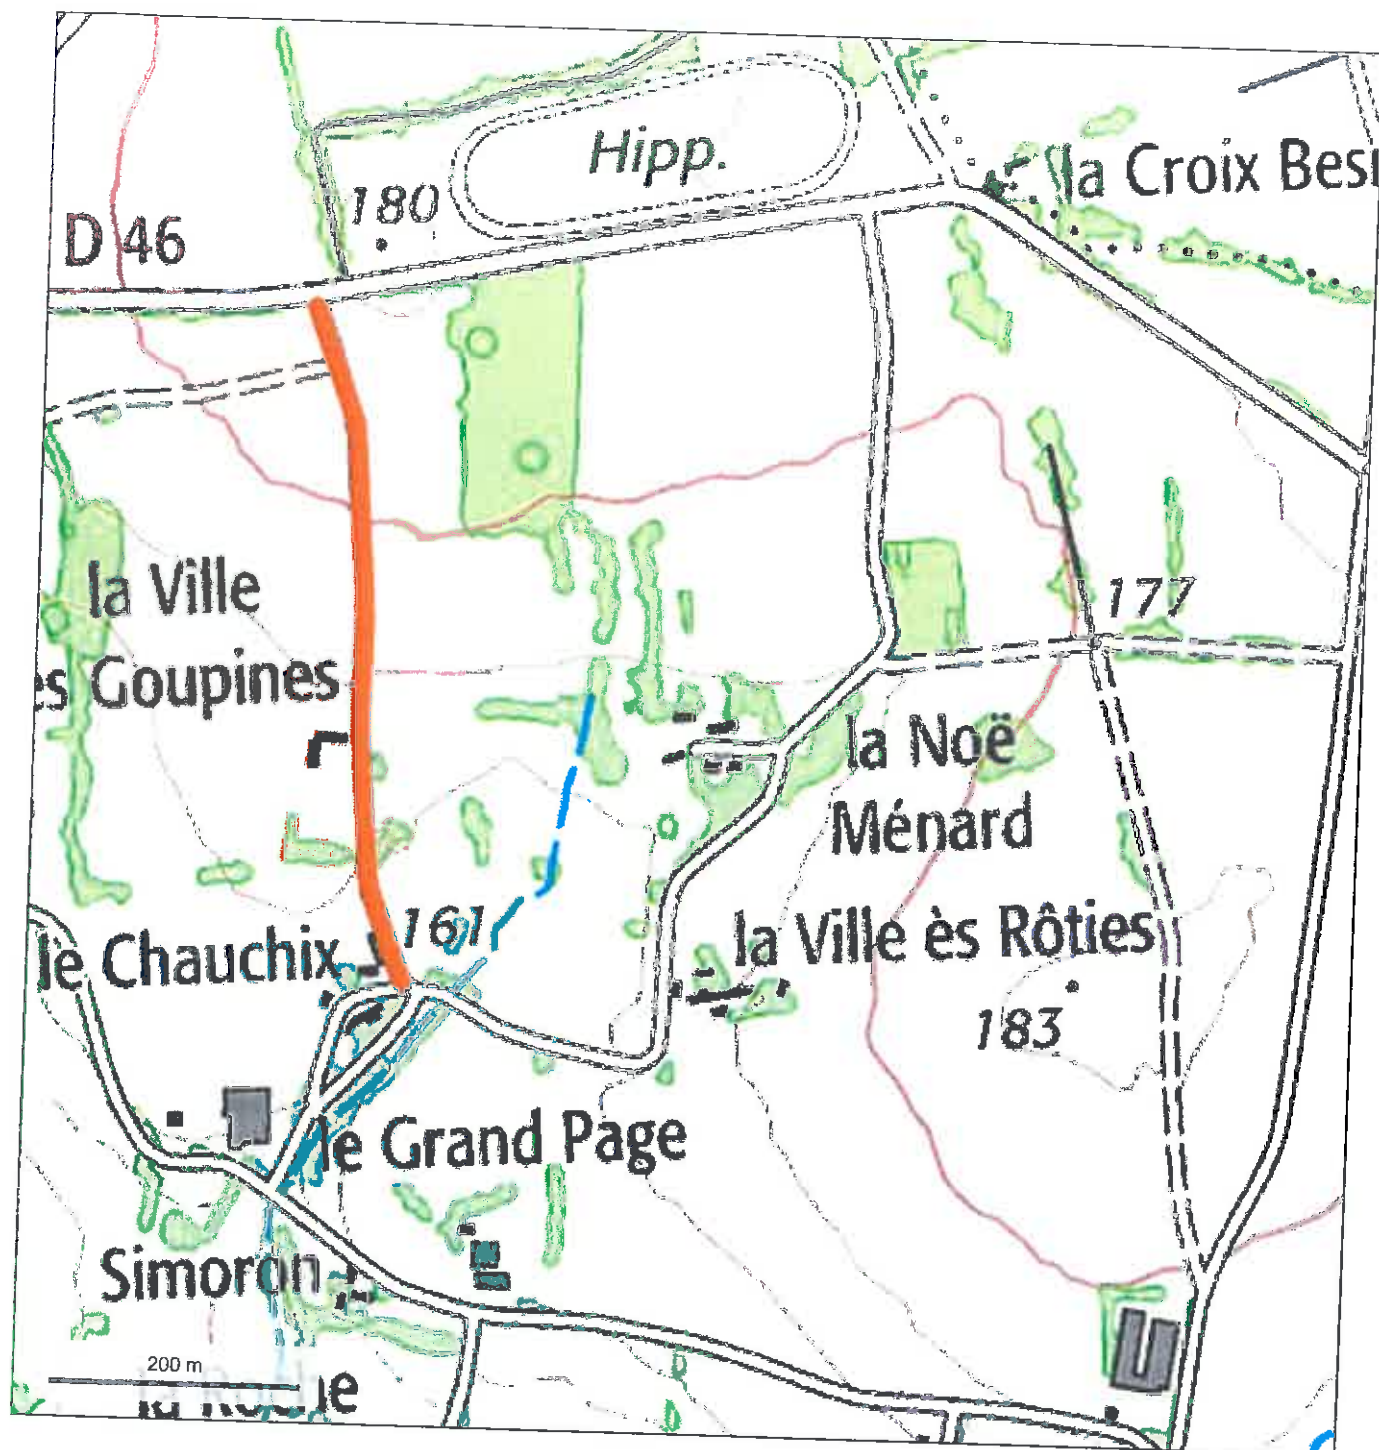 Hipp.
la Croix Bes
180
D 46
la Ville
es Goupines
177
la Noë
Ménard
161
le Chauchix
la Ville ès Rôties
183
le Grand Page
Simoron
200 m